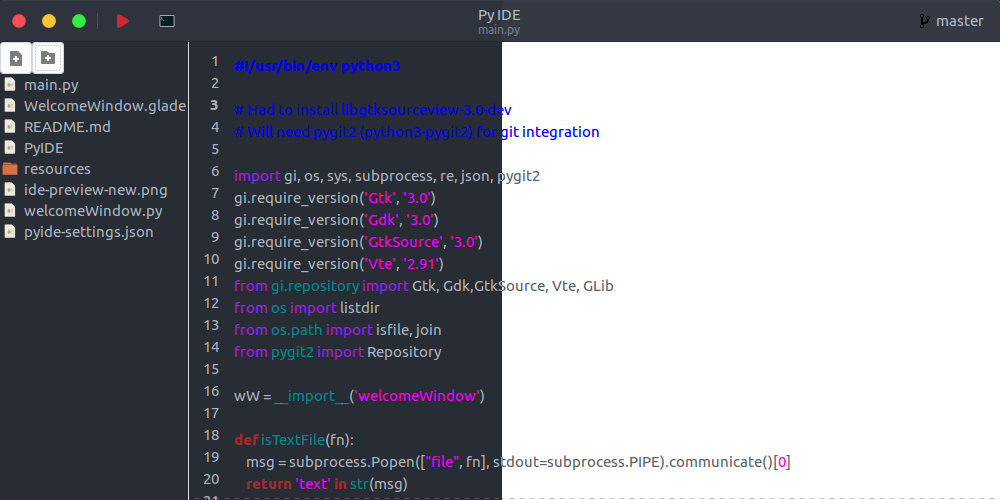 Py IDE
main.py
master
main.py
WelcomeWindow.glade
README.md
PyIDE
resources
ide-preview-new.png
welcomeWindow.py
pyide-settings.json
1 #!/usr/bin/env python3
2
3 # Had to install libgtksourceview-3.0-dev
4 # Will need pygit2 (python3-pygit2) for git integration
5
6 import gi, os, sys, subprocess, re, json, pygit2
7 gi.require_version('Gtk', '3.0')
8 gi.require_version('Gdk', '3.0')
9 gi.require_version('GtkSource', '3.0')
10 gi.require_version('Vte', '2.91')
11 from gi.repository import Gtk, Gdk,GtkSource, Vte, GLib
12 from os import listdir
13 from os.path import isfile, join
14 from pygit2 import Repository
15
16 wW = __import__('welcomeWindow')
17
18 def isTextFile(fn):
19 msg = subprocess.Popen(["file", fn], stdout=subprocess.PIPE).communicate()[0]
20 return 'text' in str(msg)